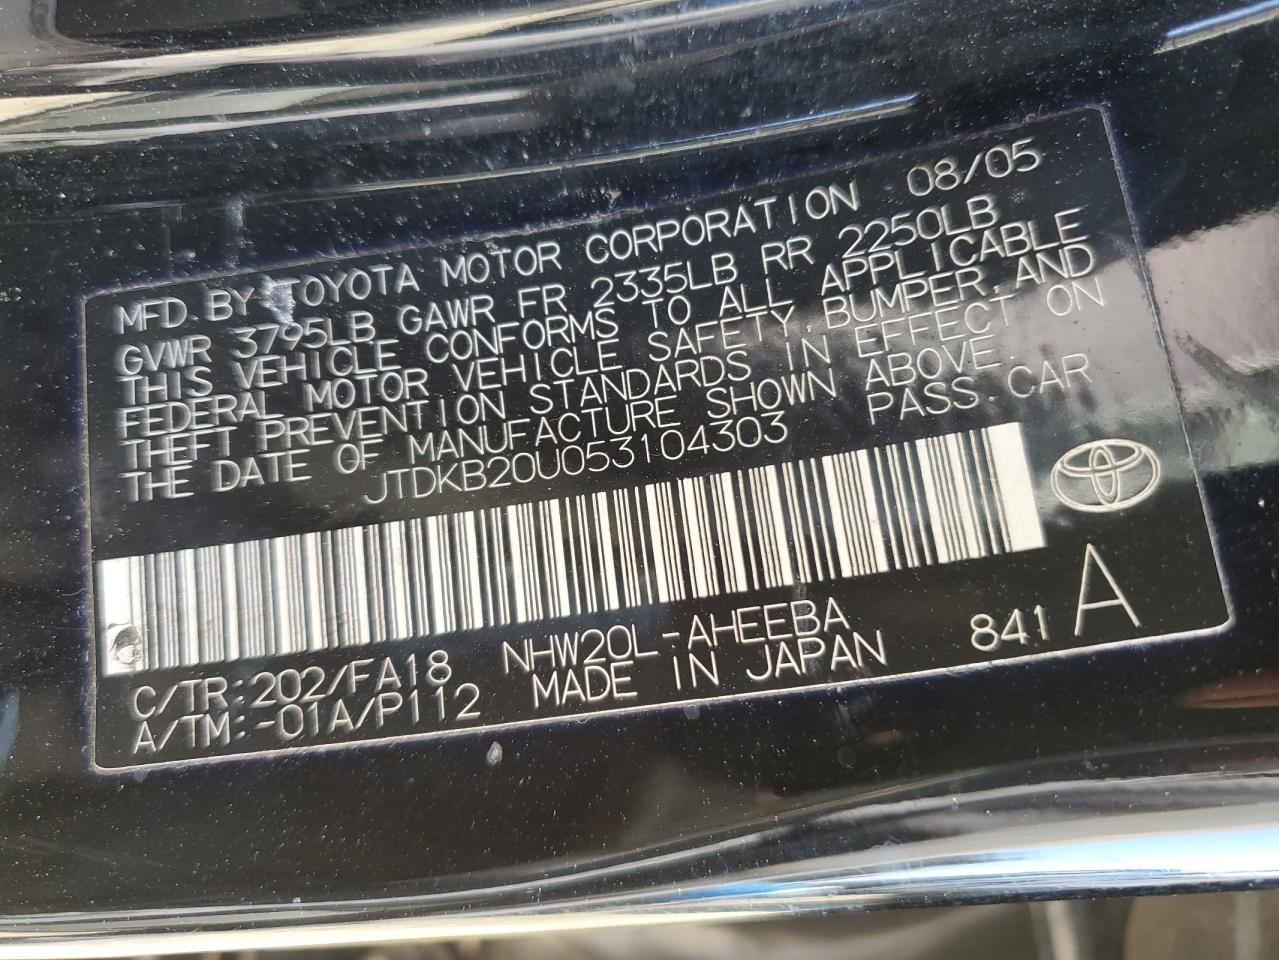 MFD. BY TOYOTA MOTOR CORPORATION 08/05
GVWR 3795LB GAWR FR 2335LB RR 2250LB
THIS VEHICLE CONFORMS TO ALL APPLICABLE
FEDERAL MOTOR VEHICLE SAFETY, BUMPER, AND
THEFT PREVENTION STANDARDS IN EFFECT ON
THE DATE OF MANUFACTURE SHOWN ABOVE.
JTDKB20U053104303 PASS. CAR
C/TR:202/FA18 NHW20L-AHEEBA 841 A
A/TM:-01A/P112 MADE IN JAPAN